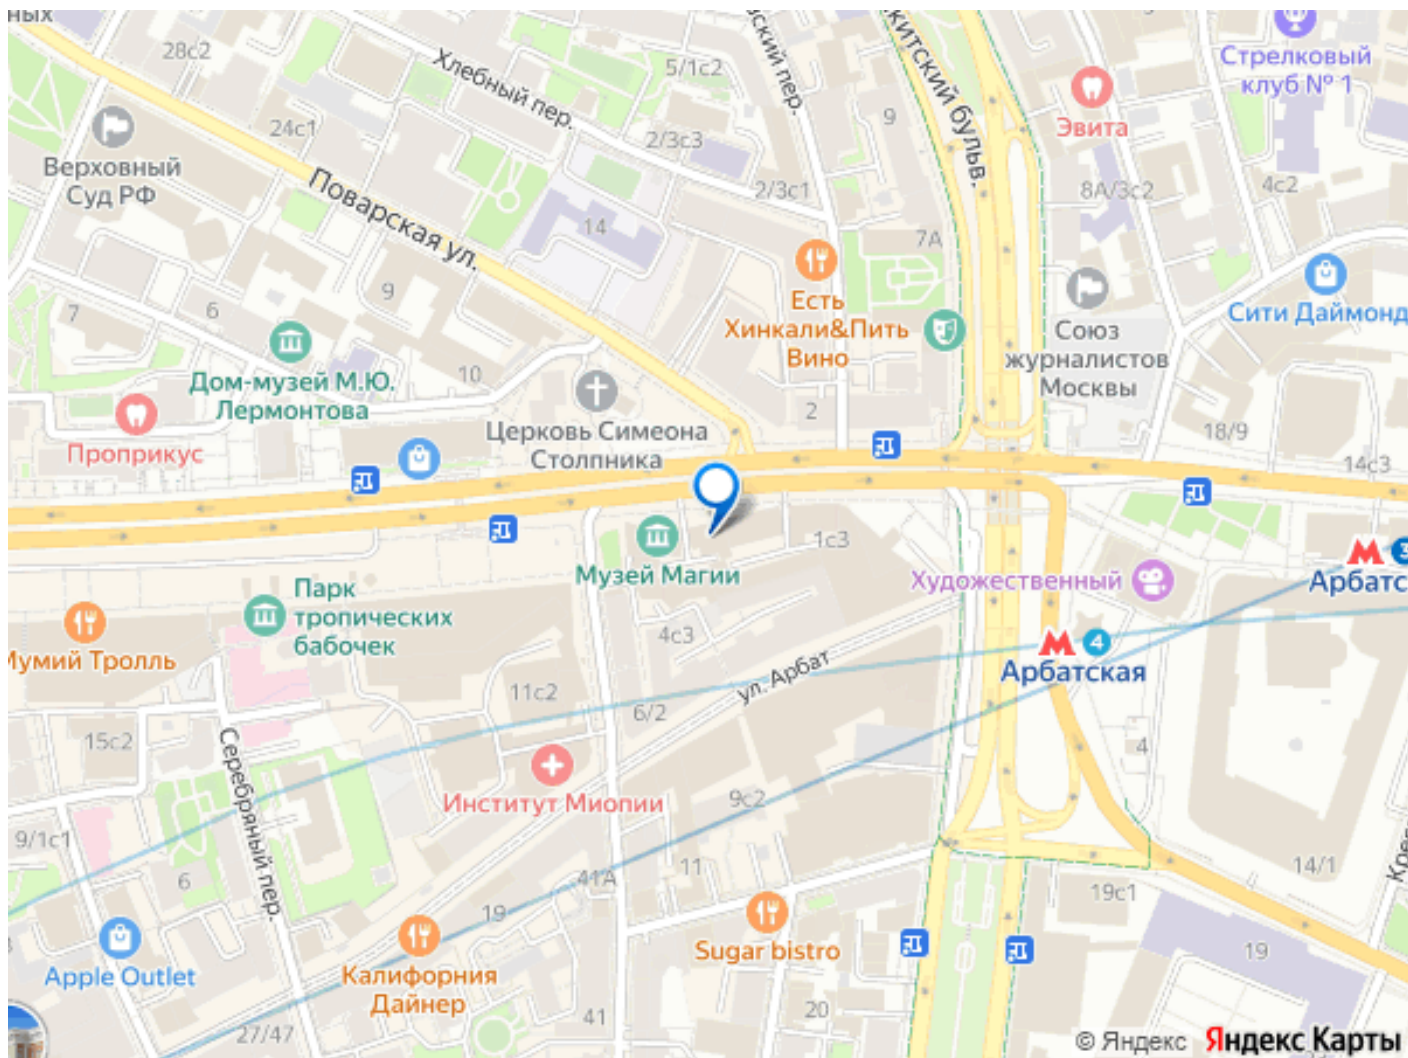 ных
28с2
Хлебный пер.
5/1с2
Стрелковый
клуб № 1
Эвита
24с1
2/3с3
9
Верховный
Суд РФ
Поварская ул.
14
2/3с1
8А/3с2
4с2
7А
7
6
9
Есть
Хинкали&Пить
Вино
Союз
журналистов
Москвы
Сити Даймонд
Дом-музей М.Ю.
Лермонтова
10
2
Проприкус
Церковь Симеона
Столпника
18/9
14с3
1с3
Музей Магии
Художественный
3
Арбатс
Парк
тропических
бабочек
4с3
4
Арбатская
Мумий Тролль
ул. Арбат
11с2
6/2
15с2
4
Серебряный пер.
Институт Миопии
9с2
9/1с1
6
11
14/1
41А
19
19с1
Sugar bistro
19
Apple Outlet
Калифорния
Дайнер
27/47
41
20
© Яндекс Яндекс Карты